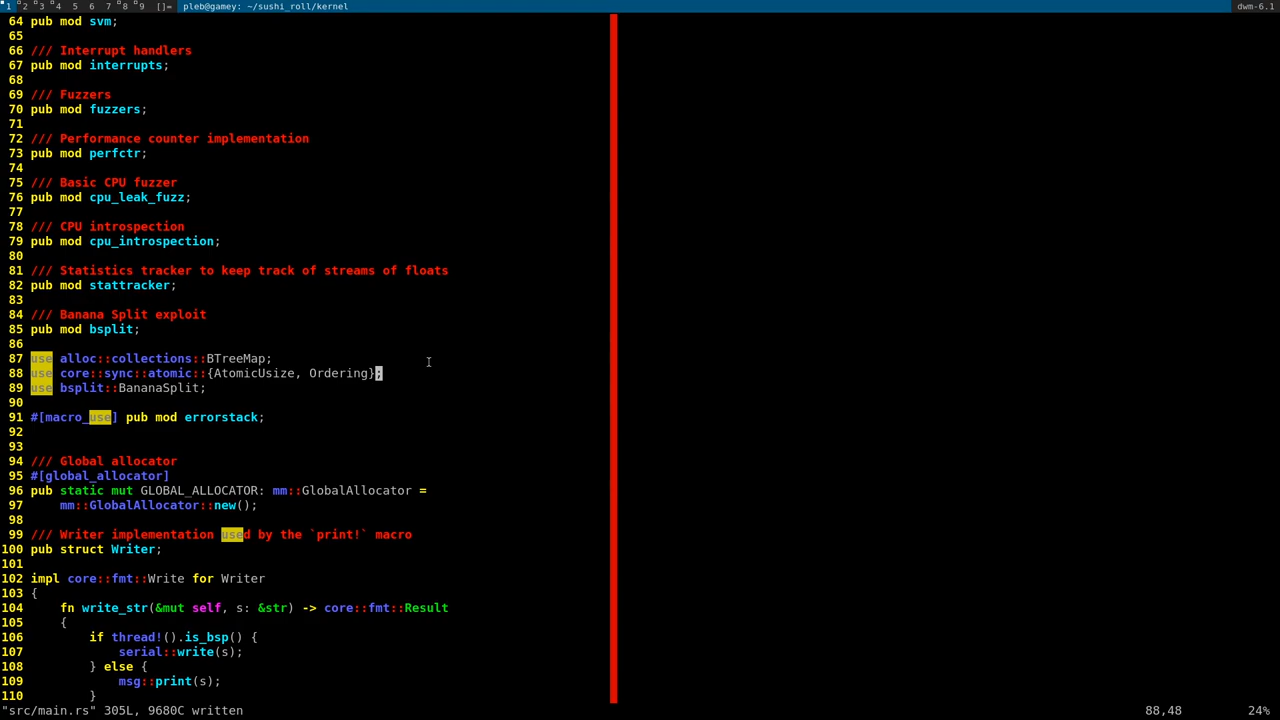 1 2 3 4 5 6 7 8 9 []= pleb@gamey: ~/sushi_roll/kernel dwm-6.1
64 pub mod svm;
65
66 /// Interrupt handlers
67 pub mod interrupts;
68
69 /// Fuzzers
70 pub mod fuzzers;
71
72 /// Performance counter implementation
73 pub mod perfctr;
74
75 /// Basic CPU fuzzer
76 pub mod cpu_leak_fuzz;
77
78 /// CPU introspection
79 pub mod cpu_introspection;
80
81 /// Statistics tracker to keep track of streams of floats
82 pub mod stattracker;
83
84 /// Banana Split exploit
85 pub mod bsplit;
86
87 use alloc::collections::BTreeMap;
88 use core::sync::atomic::{AtomicUsize, Ordering};
89 use bsplit::BananaSplit;
90
91 #[macro_use] pub mod errorstack;
92
93
94 /// Global allocator
95 #[global_allocator]
96 pub static mut GLOBAL_ALLOCATOR: mm::GlobalAllocator =
97     mm::GlobalAllocator::new();
98
99 /// Writer implementation used by the `print!` macro
100 pub struct Writer;
101
102 impl core::fmt::Write for Writer
103 {
104     fn write_str(&mut self, s: &str) -> core::fmt::Result
105     {
106         if thread!().is_bsp() {
107             serial::write(s);
108         } else {
109             msg::print(s);
110         }
"src/main.rs" 305L, 9680C written 88,48 24%